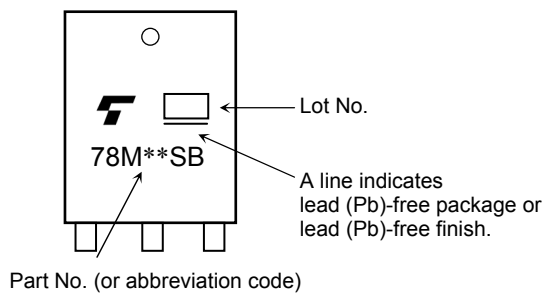 Lot No.
78M**SB
A line indicates
lead (Pb)-free package or
lead (Pb)-free finish.
Part No. (or abbreviation code)